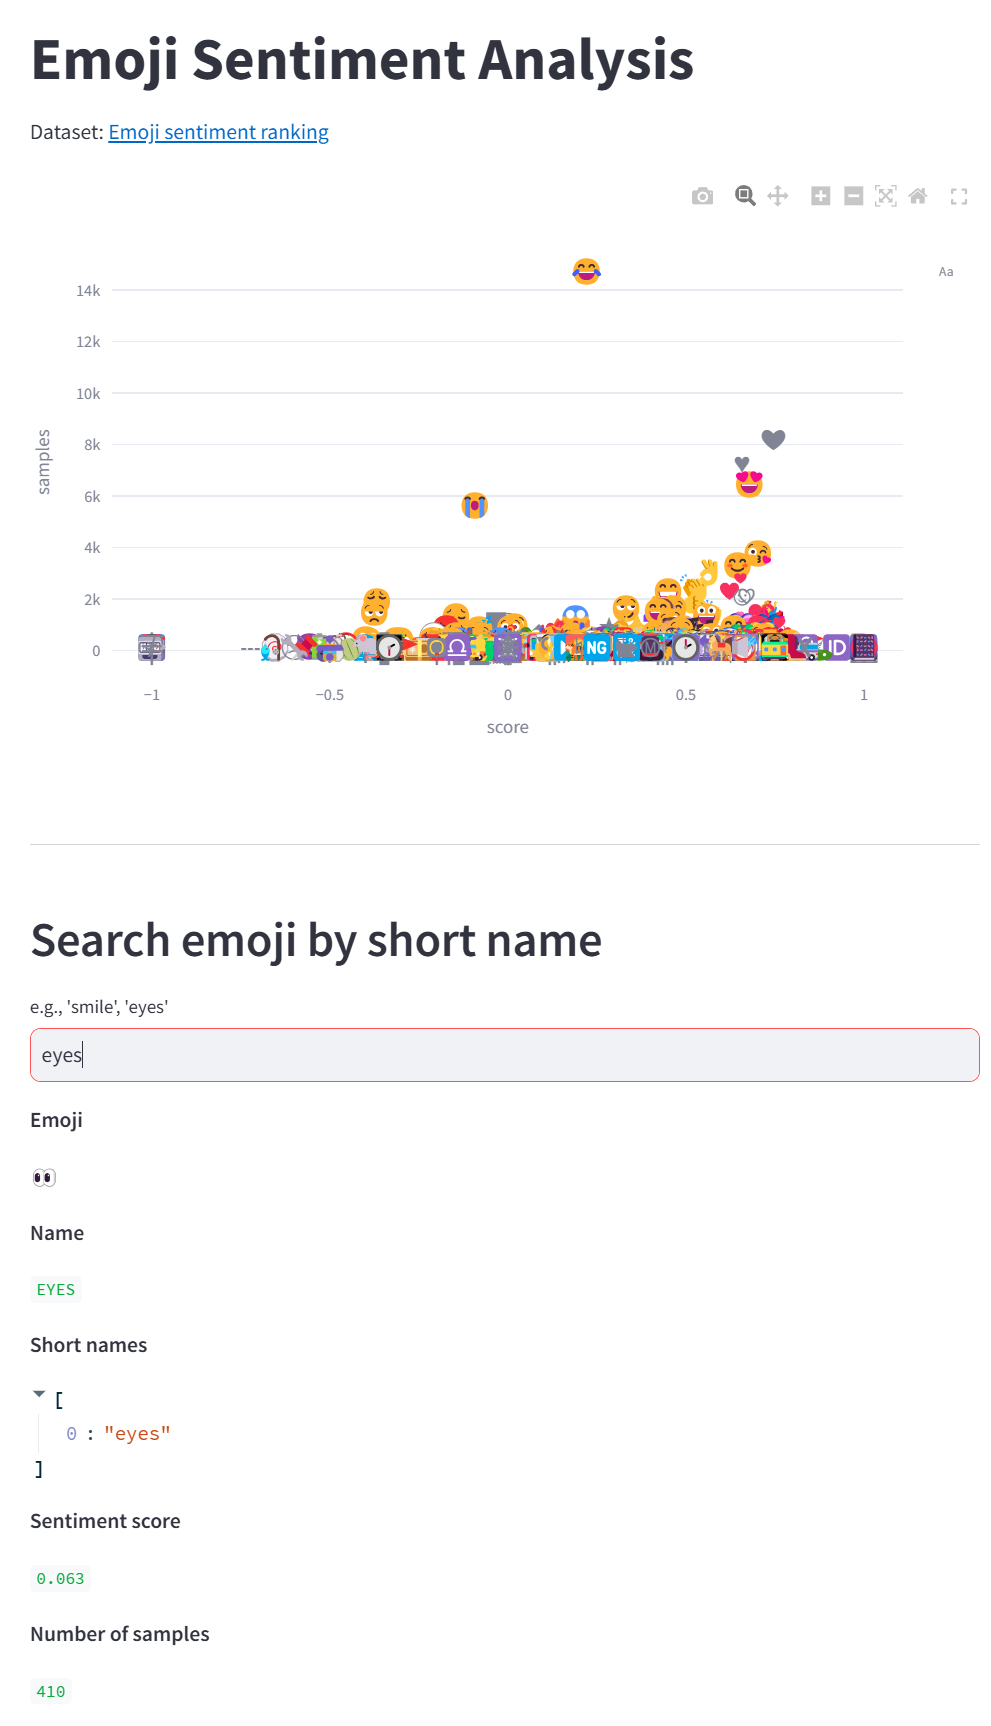 Emoji Sentiment Analysis
Dataset: Emoji sentiment ranking
Aa
14k
12k
10k
8k
6k
4k
2k
0
samples
−1
−0.5
0
0.5
1
score
NG
ID
Search emoji by short name
e.g., 'smile', 'eyes'
eyes
Emoji
Name
EYES
Short names
[
0 : "eyes"
]
Sentiment score
0.063
Number of samples
410